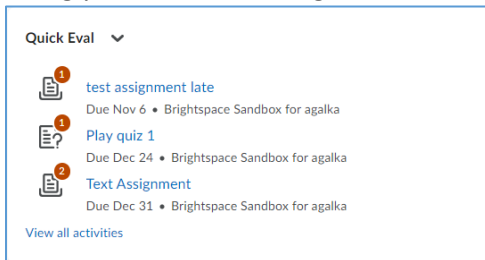 Quick Eval
1
test assignment late
Due Nov 6 • Brightspace Sandbox for agalka
1
Play quiz 1
Due Dec 24 • Brightspace Sandbox for agalka
2
Text Assignment
Due Dec 31 • Brightspace Sandbox for agalka
View all activities